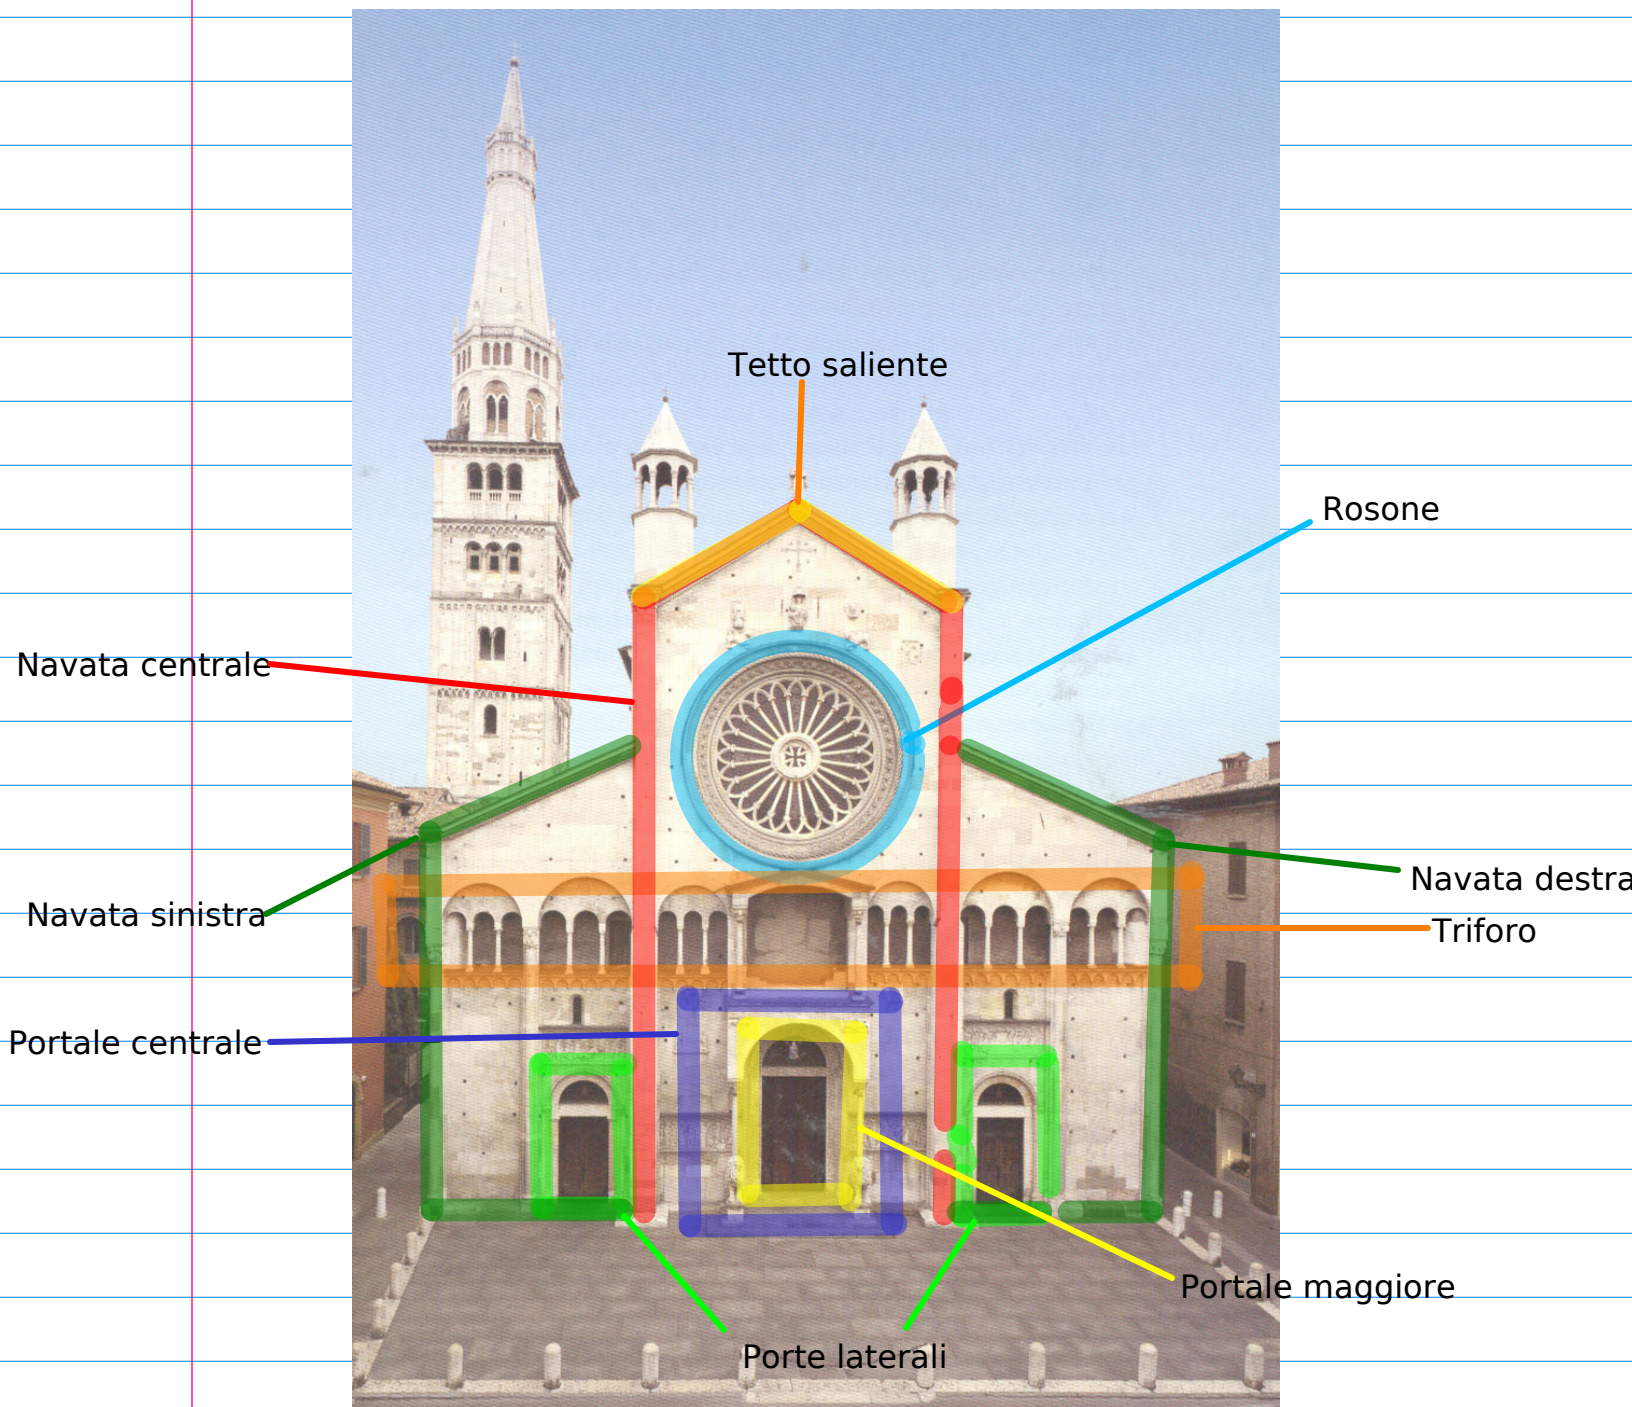 Tetto saliente
Rosone
Navata centrale
Navata destra
Navata sinistra
Triforo
Portale centrale
Portale maggiore
Porte laterali